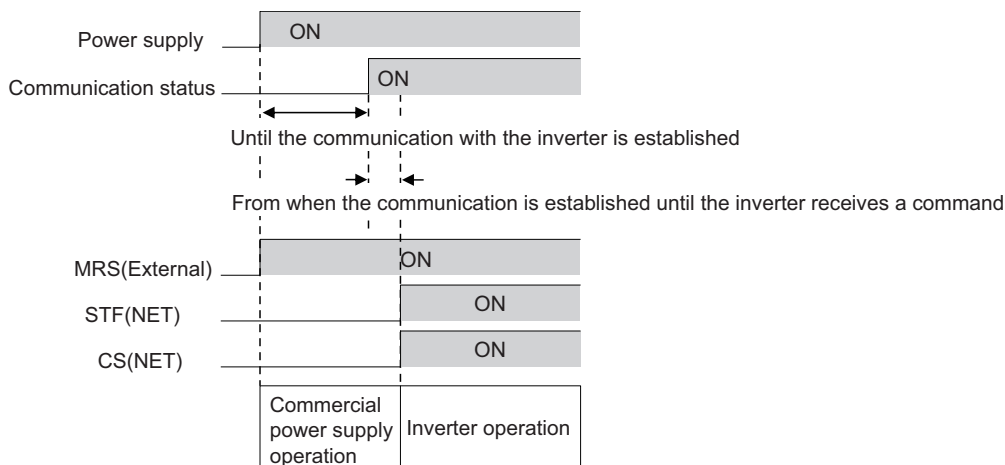 Power supply
ON
Communication status
ON
Until the communication with the inverter is established
From when the communication is established until the inverter receives a command
MRS(External)
ON
STF(NET)
ON
CS(NET)
ON
Commercial
power supply
operation
Inverter operation